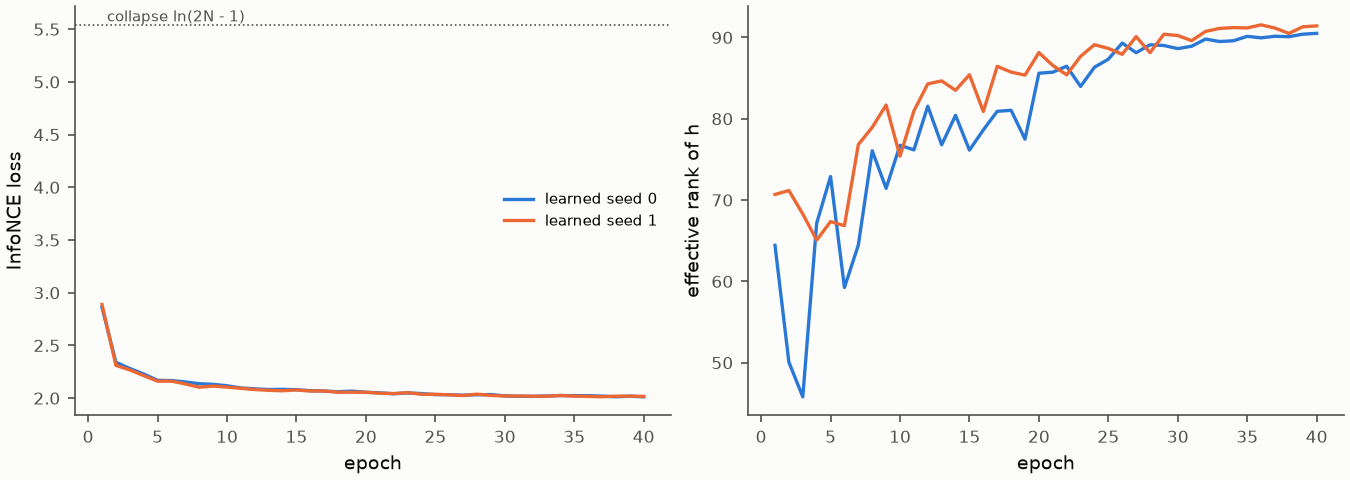 collapse ln(2N - 1)
5.5
5.0
4.5
4.0
3.5
3.0
2.5
2.0
InfoNCE loss
learned seed 0
learned seed 1
0 5 10 15 20 25 30 35 40
epoch
90
80
70
60
50
effective rank of h
0 5 10 15 20 25 30 35 40
epoch